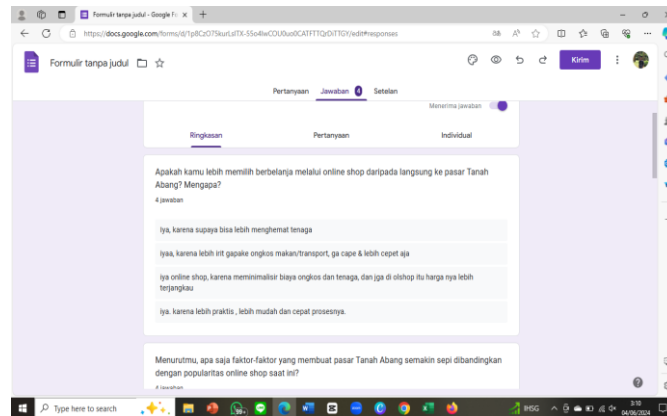 Formulir tanpa judul - Google Fo
https://docs.google.com/forms/d/1p8CzO7SkurLsITX-S5o4IwCOU0uo0CATFTTQrDiTTGY/edit#responses
Formulir tanpa judul
Kirim
Pertanyaan Jawaban 4 Setelan
Menerima jawaban
Ringkasan Pertanyaan Individual
Apakah kamu lebih memilih berbelanja melalui online shop daripada langsung ke pasar Tanah
Abang? Mengapa?
4 jawaban
Iya, karena supaya bisa lebih menghemat tenaga
iyaa, karena lebih irit gapake ongkos makan/transport, ga cape & lebih cepet aja
iya online shop, karena meminimalisir biaya ongkos dan tenaga, dan jga di olshop itu harga nya lebih
terjangkau
iya. karena lebih praktis , lebih mudah dan cepat prosesnya.
Menurutmu, apa saja faktor-faktor yang membuat pasar Tanah Abang semakin sepi dibandingkan
dengan popularitas online shop saat ini?
4 jawaban
Type here to search
IHSG
3:10
04/06/2024